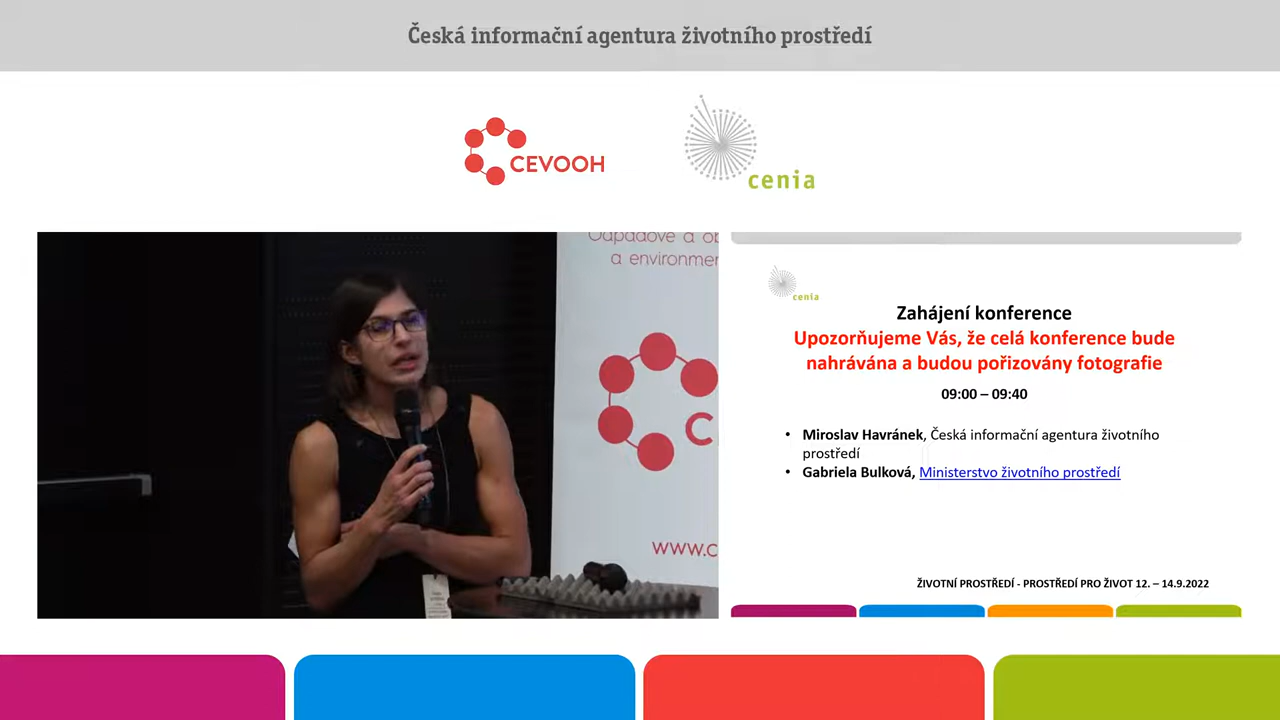 Česká informační agentura životního prostředí
CEVOOH
cenia
Odpadové a
a
www.c
cenia
Zahájení konference
Upozorňujeme Vás, že celá konference bude
nahrávána a budou pořizovány fotografie
09:00 – 09:40
• Miroslav Havránek, Česká informační agentura životního
prostředí
• Gabriela Bulková, Ministerstvo životního prostředí
ŽIVOTNÍ PROSTŘEDÍ - PROSTŘEDÍ PRO ŽIVOT 12. – 14.9.2022